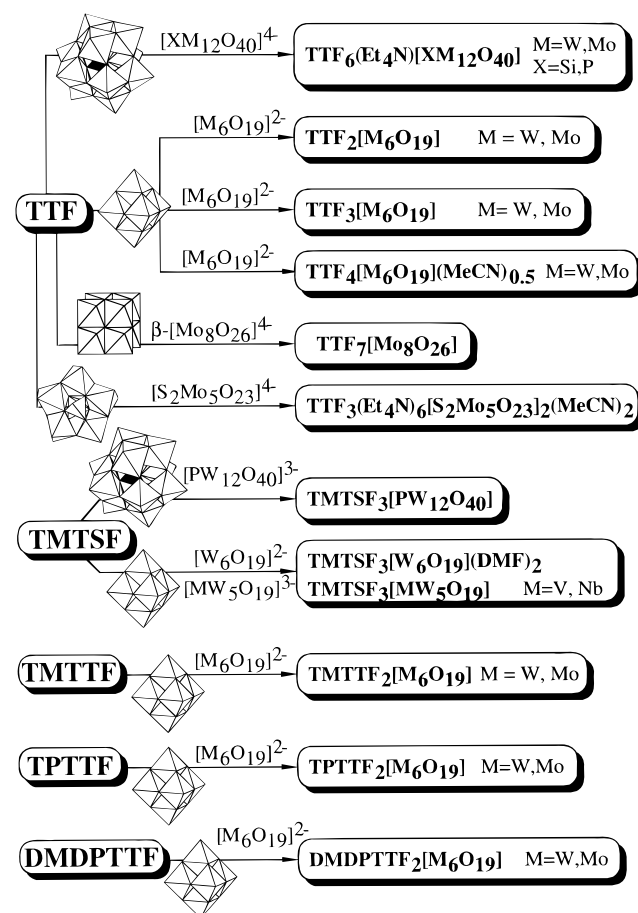 [XM12O40]4-
TTF6(Et4N)[XM12O40] M=W,Mo
X=Si,P
[M6O19]2-
TTF2[M6O19] M = W, Mo
TTF
[M6O19]2-
TTF3[M6O19] M= W, Mo
[M6O19]2-
TTF4[M6O19](MeCN)0.5 M=W,Mo
β-[Mo8O26]4-
TTF7[Mo8O26]
[S2Mo5O23]4-
TTF3(Et4N)6[S2Mo5O23]2(MeCN)2
[PW12O40]3-
TMTSF3[PW12O40]
TMTSF
[W6O19]2-
TMTSF3[W6O19](DMF)2
[MW5O19]3-
TMTSF3[MW5O19] M=V, Nb
TMTTF
[M6O19]2-
TMTTF2[M6O19] M = W, Mo
TPTTF
[M6O19]2-
TPTTF2[M6O19] M=W,Mo
DMDPTTF
[M6O19]2-
DMDPTTF2[M6O19] M=W,Mo